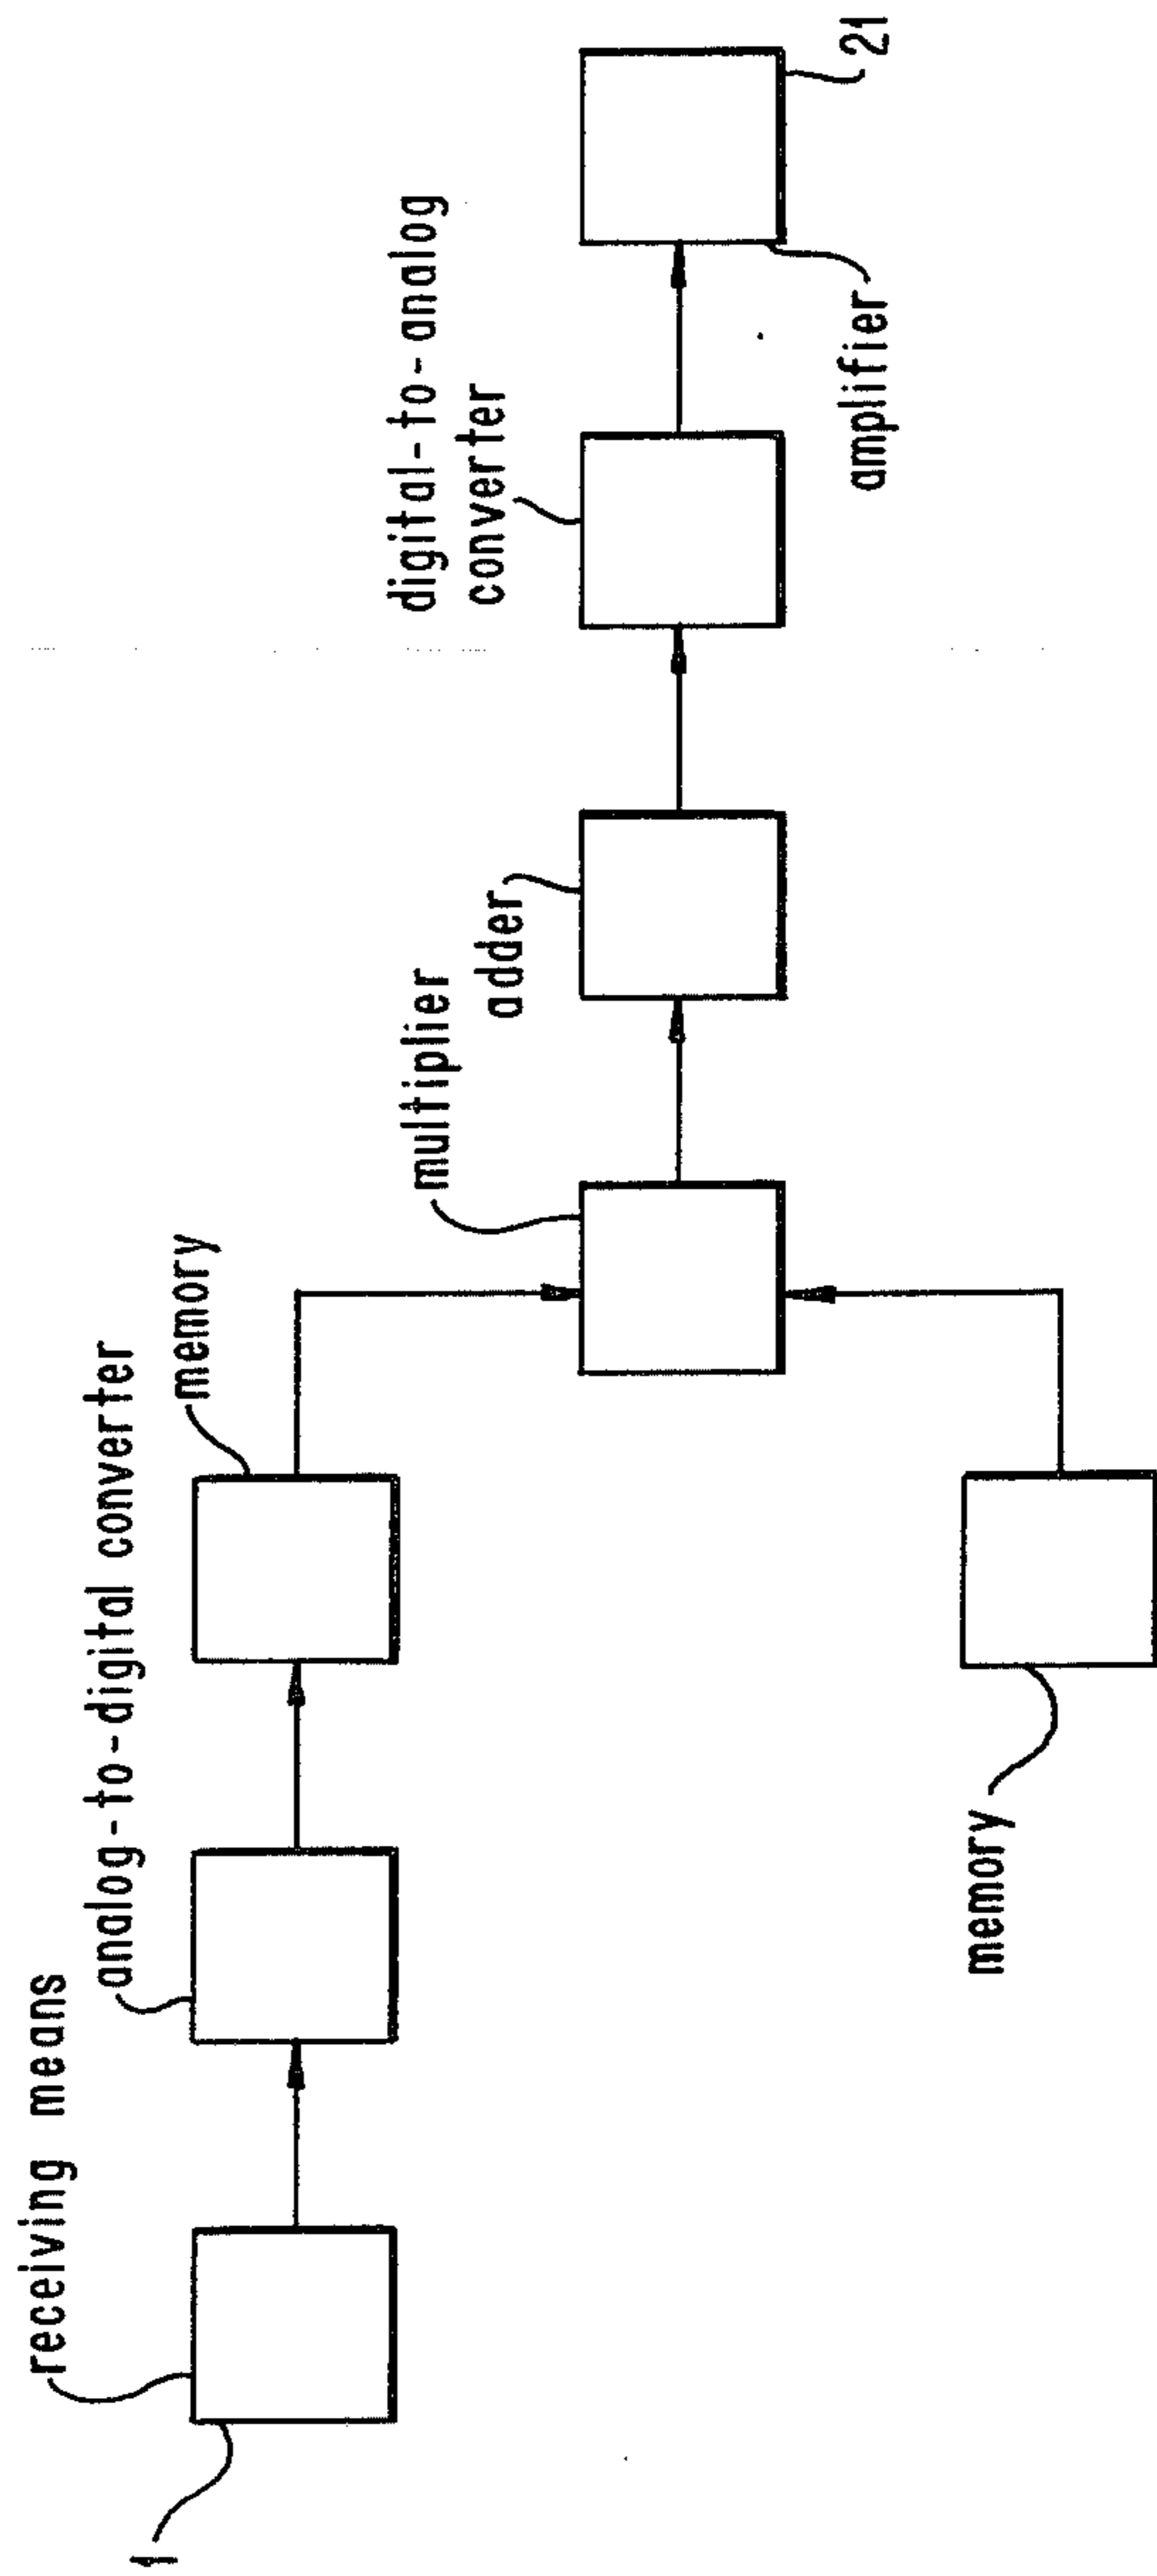 1
receiving means
analog-to-digital converter
memory
memory
multiplier
adder
digital-to-analog
converter
amplifier
21